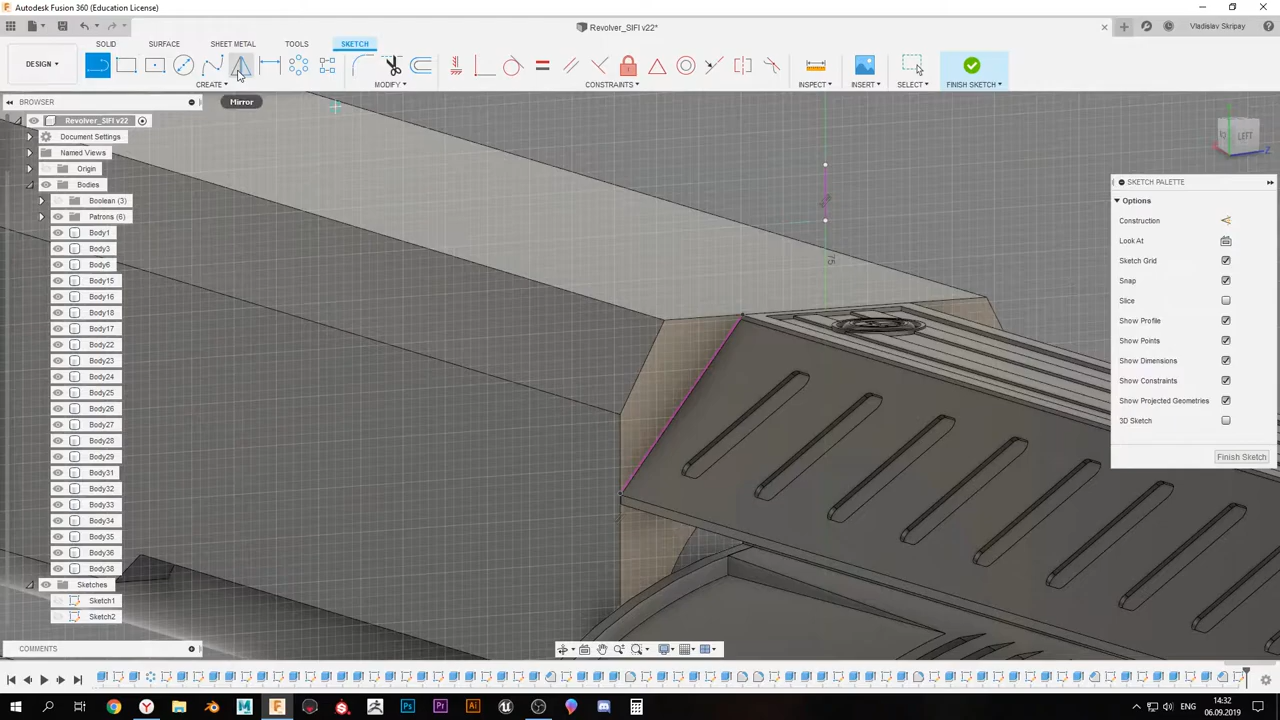 Autodesk Fusion 360 (Education License)
Revolver_SIFI v22*
Vladislav Skripay
DESIGN
SOLID
SURFACE
SHEET METAL
TOOLS
SKETCH
CREATE
MODIFY
CONSTRAINTS
INSPECT
INSERT
SELECT
FINISH SKETCH
Mirror
BROWSER
Revolver_SIFI v22
Document Settings
Named Views
Origin
Bodies
Boolean (3)
Patrons (6)
Body1
Body3
Body6
Body15
Body16
Body18
Body17
Body22
Body23
Body24
Body25
Body26
Body27
Body28
Body29
Body31
Body32
Body33
Body34
Body35
Body36
Body38
Sketches
Sketch1
Sketch2
COMMENTS
75
LEFT
Z
SKETCH PALETTE
Options
Construction
Look At
Sketch Grid
Snap
Slice
Show Profile
Show Points
Show Dimensions
Show Constraints
Show Projected Geometries
3D Sketch
Finish Sketch
14:32
06.09.2019